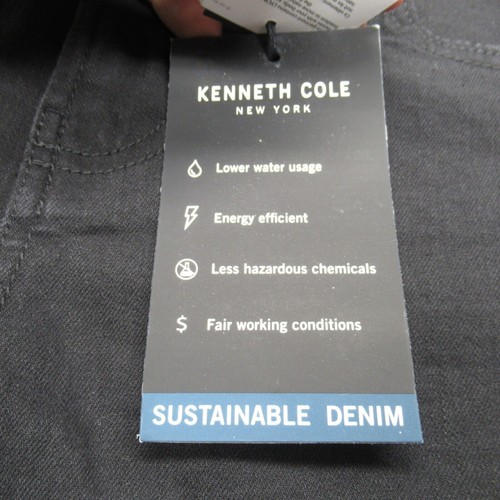 KENNETH COLE
NEW YORK
Lower water usage
Energy efficient
Less hazardous chemicals
$ Fair working conditions
SUSTAINABLE DENIM